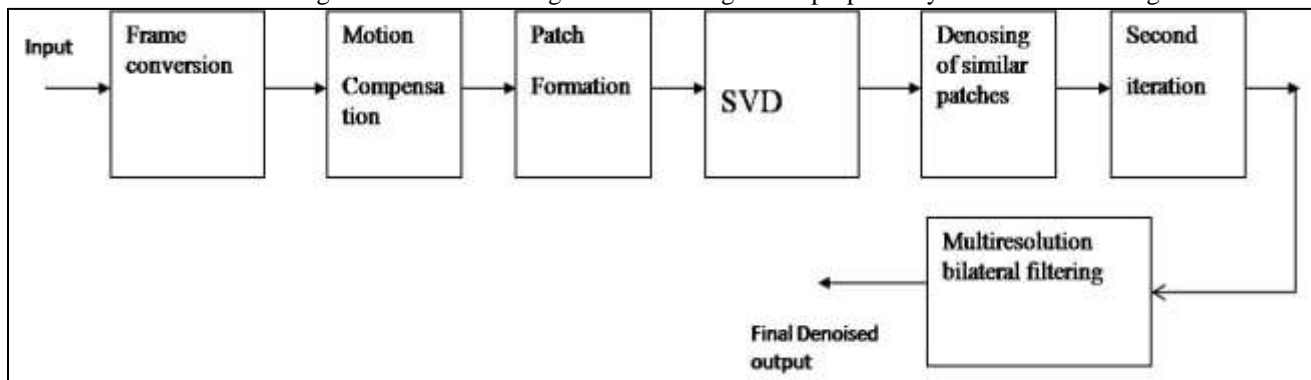 Input
Frame
conversion
Motion
Compensa
tion
Patch
Formation
SVD
Denosing
of similar
patches
Second
iteration
Multiresolution
bilateral filtering
Final Denoised
output